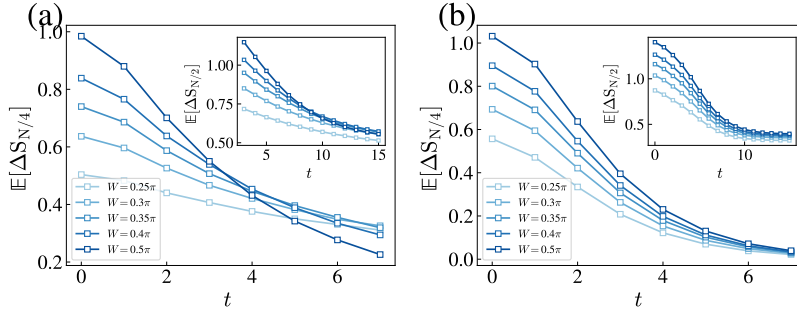 (a)
𝔼[ΔS_{N/4}]
1.0
0.8
0.6
0.4
0.2
0 2 4 6
t
W = 0.25π
W = 0.3π
W = 0.35π
W = 0.4π
W = 0.5π
𝔼[ΔS_{N/2}]
1.00
0.75
0.50
5 10 15
t
(b)
𝔼[ΔS_{N/4}]
1.0
0.8
0.6
0.4
0.2
0.0
0 2 4 6
t
W = 0.25π
W = 0.3π
W = 0.35π
W = 0.4π
W = 0.5π
𝔼[ΔS_{N/2}]
1.0
0.5
0 10
t